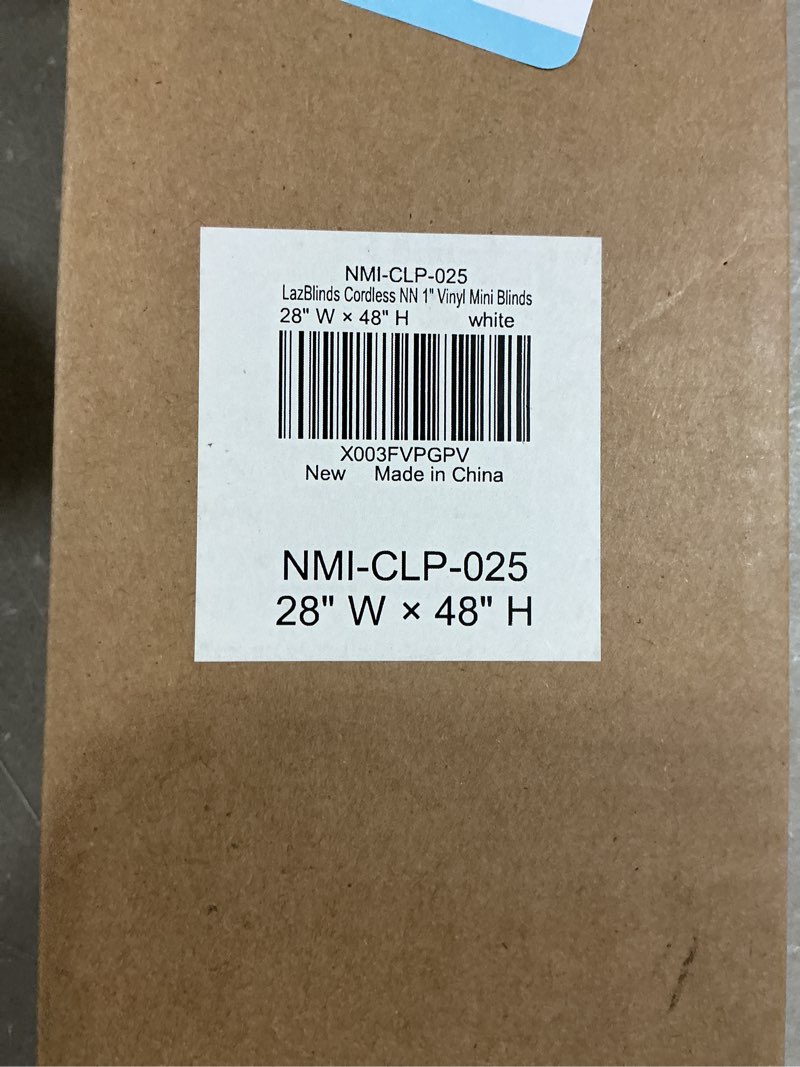 NMI-CLP-025
LazBlinds Cordless NN 1" Vinyl Mini Blinds
28" W × 48" H white
X003FVPGPV
New Made in China
NMI-CLP-025
28" W × 48" H